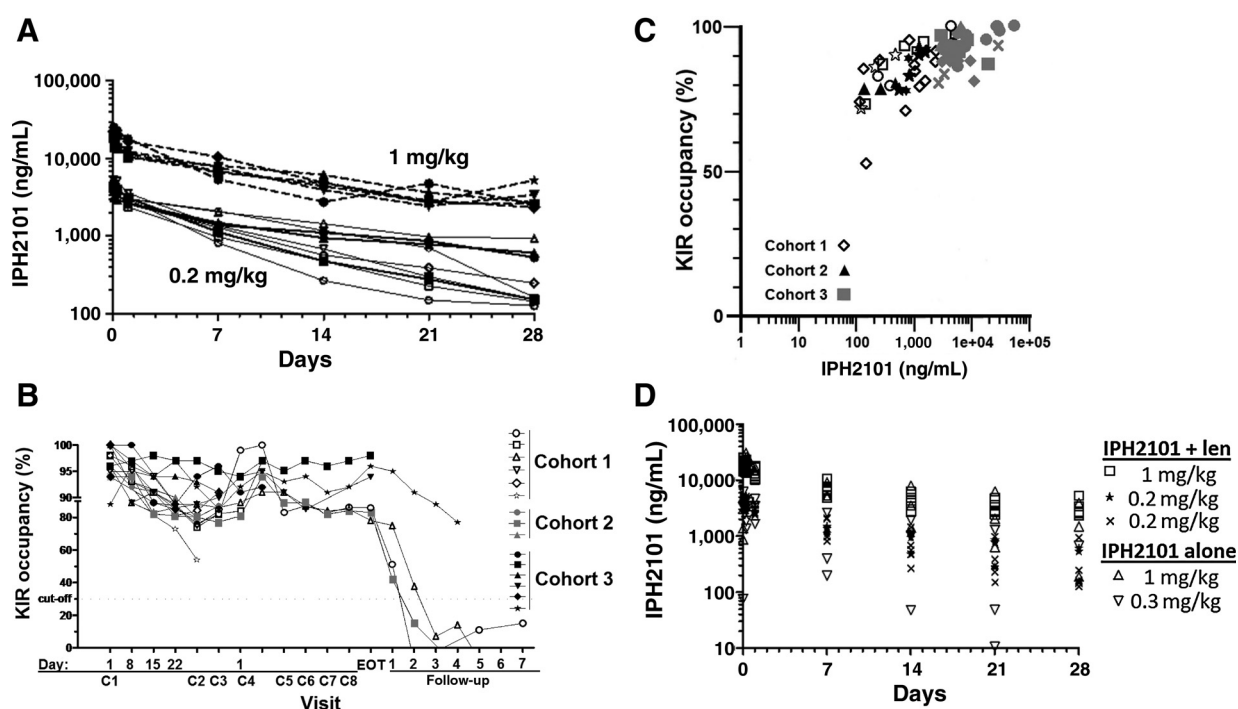 A
100,000
10,000
1,000
100
IPH2101 (ng/mL)
1 mg/kg
0.2 mg/kg
0 7 14 21 28
Days
B
KIR occupancy (%)
100
95
90
80
60
40
cut-off
20
0
Day: 1 8 15 22 1 EOT 1 2 3 4 5 6 7
C1 C2 C3 C4 C5 C6 C7 C8 Follow-up
Visit
Cohort 1
Cohort 2
Cohort 3
C
KIR occupancy (%)
100
50
0
Cohort 1
Cohort 2
Cohort 3
1 10 100 1,000 1e+04 1e+05
IPH2101 (ng/mL)
D
IPH2101 (ng/mL)
100,000
10,000
1,000
100
10
0 7 14 21 28
Days
IPH2101 + len
1 mg/kg
0.2 mg/kg
0.2 mg/kg
IPH2101 alone
1 mg/kg
0.3 mg/kg